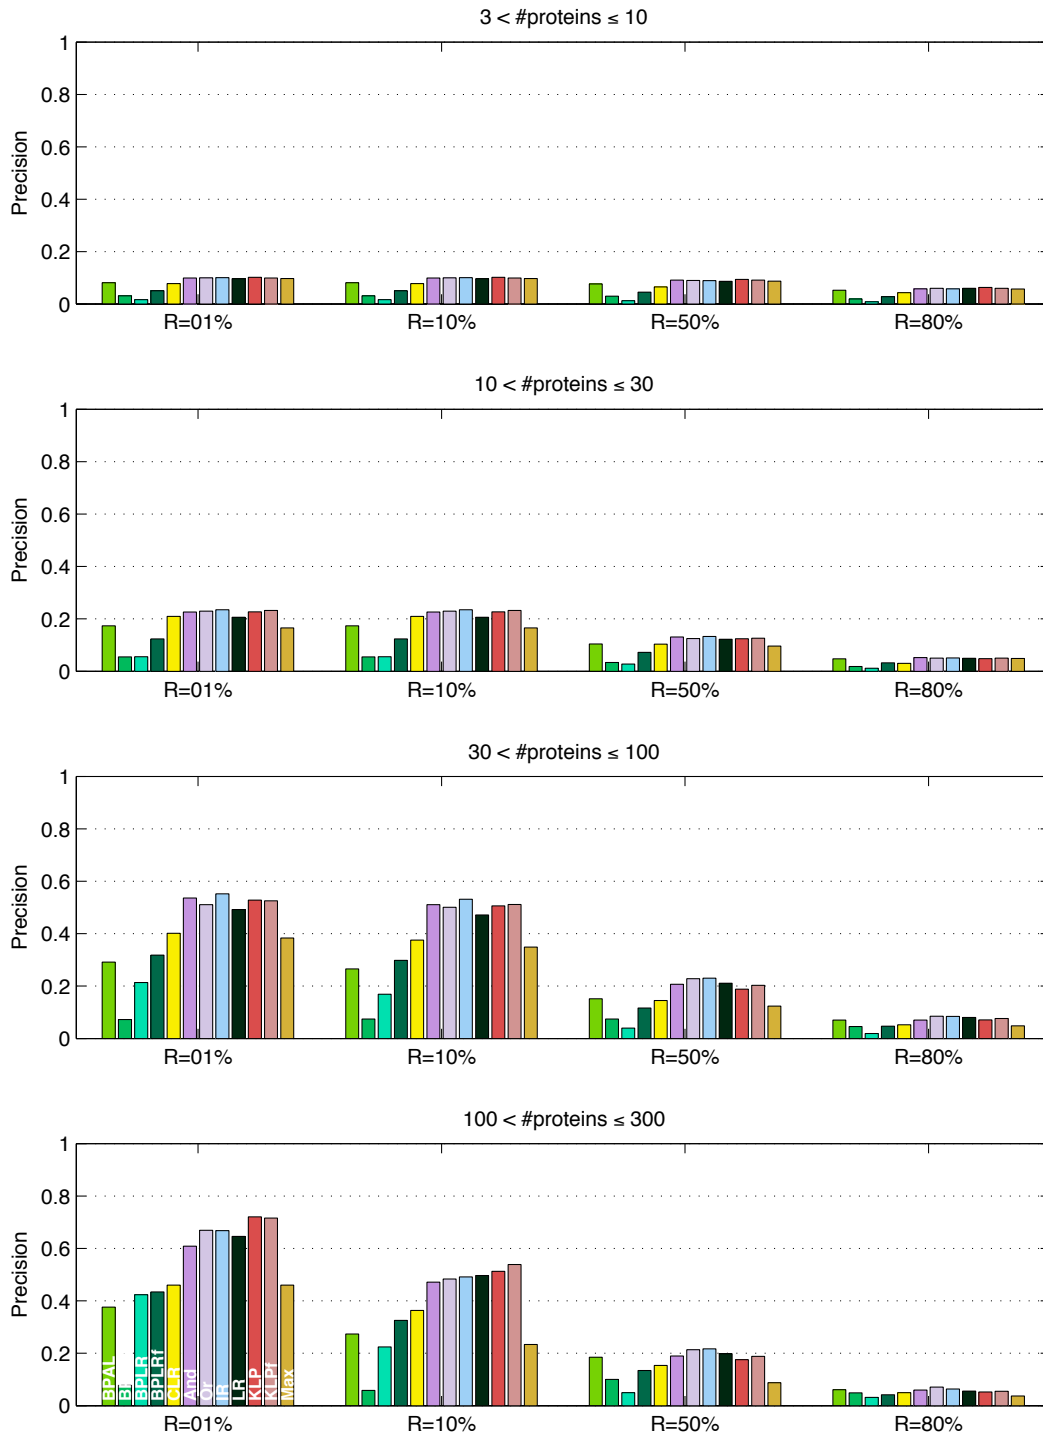 3 < #proteins ≤ 10
1
0.8
0.6
0.4
0.2
0
Precision
R=01% R=10% R=50% R=80%
10 < #proteins ≤ 30
1
0.8
0.6
0.4
0.2
0
Precision
R=01% R=10% R=50% R=80%
30 < #proteins ≤ 100
1
0.8
0.6
0.4
0.2
0
Precision
R=01% R=10% R=50% R=80%
100 < #proteins ≤ 300
1
0.8
0.6
0.4
0.2
0
Precision
BPAL
BPLR
BPLRf
CLR
And
Or
IR
LR
KLP
KLPf
Max
R=01% R=10% R=50% R=80%